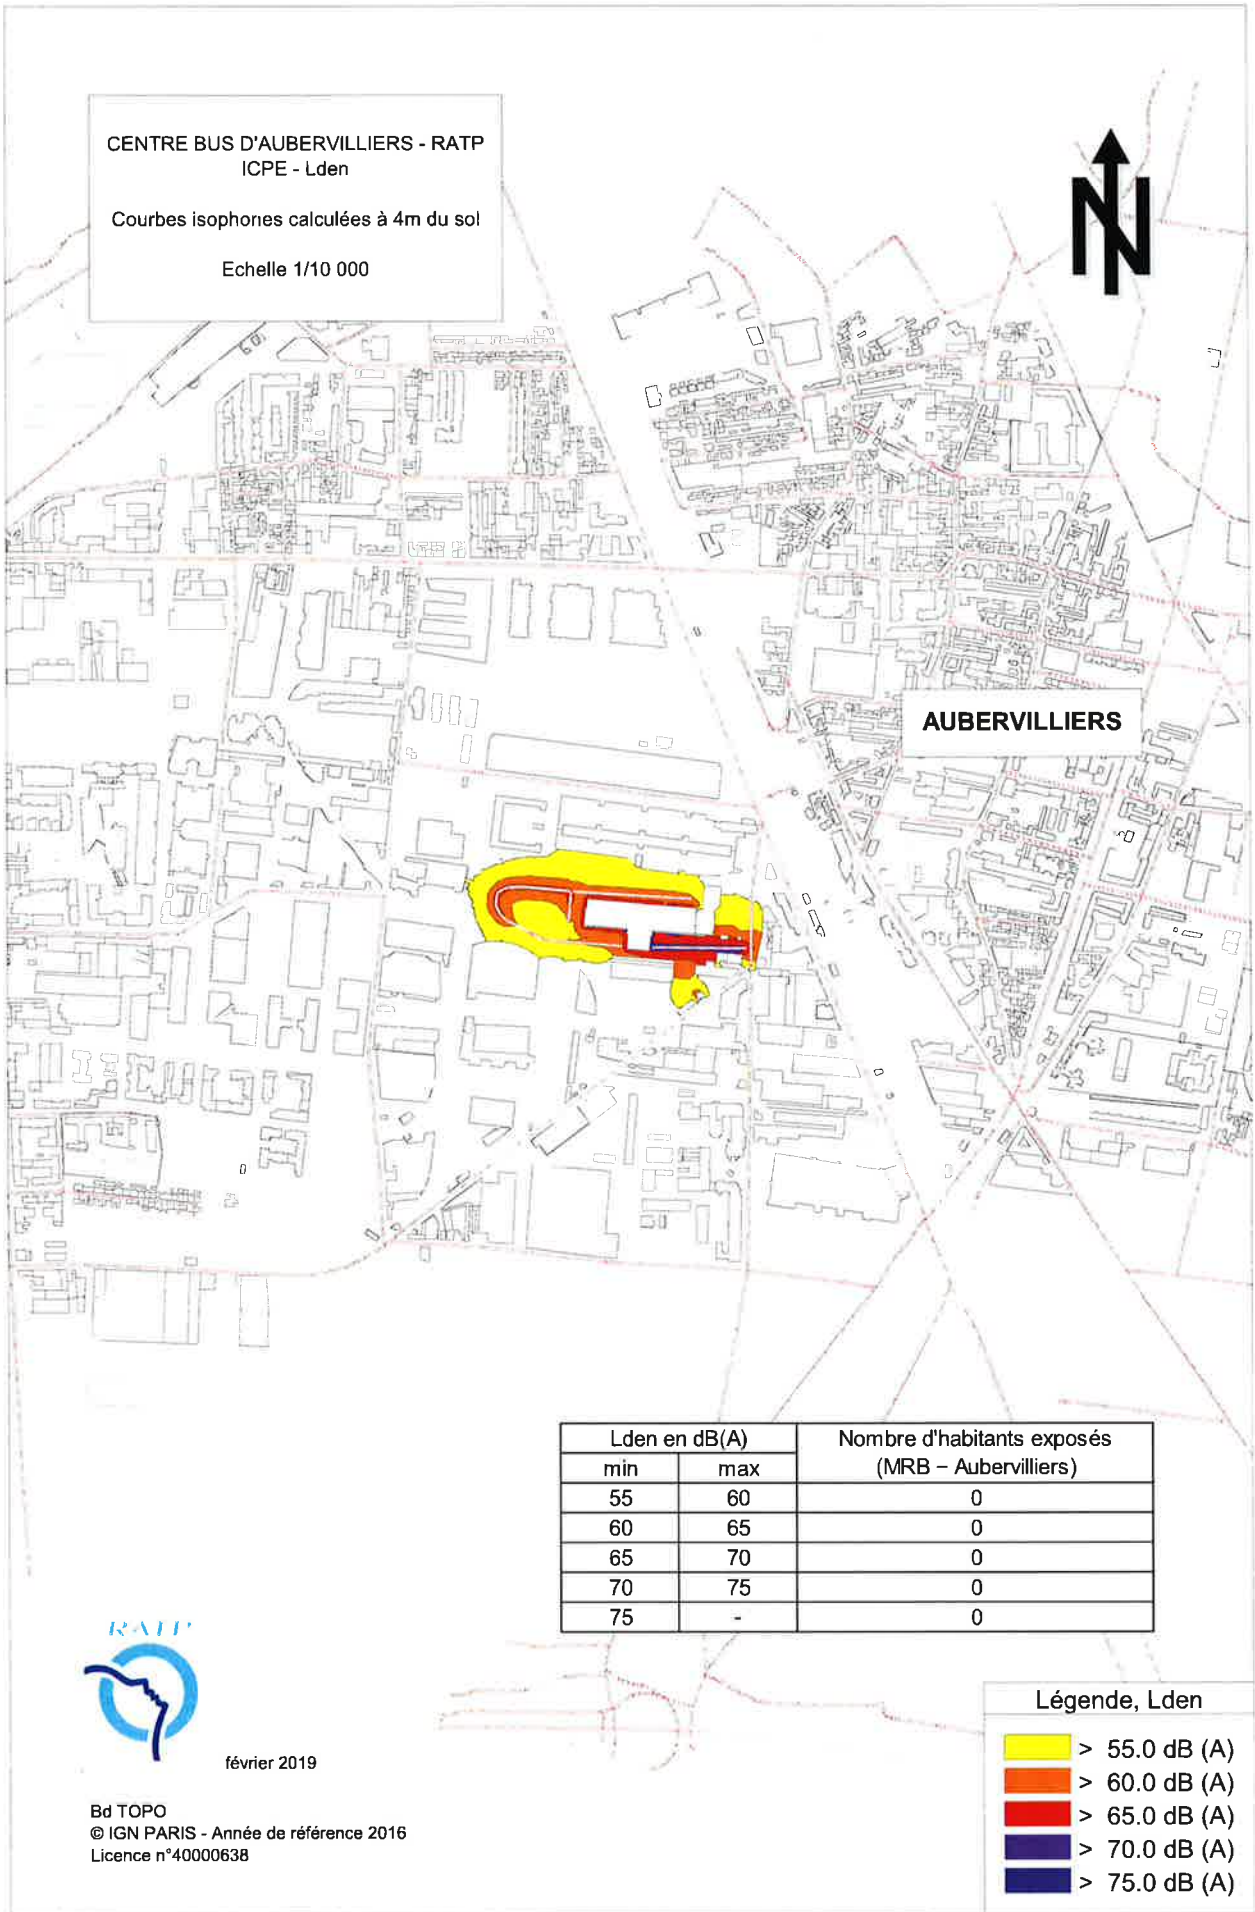 CENTRE BUS D'AUBERVILLIERS - RATP
ICPE - Lden
Courbes isophones calculées à 4m du sol
Echelle 1/10 000
N
AUBERVILLIERS
Lden en dB(A) Nombre d'habitants exposés
min max (MRB – Aubervilliers)
55 60 0
60 65 0
65 70 0
70 75 0
75 - 0
RATP
février 2019
Bd TOPO
© IGN PARIS - Année de référence 2016
Licence n°40000638
Légende, Lden
> 55.0 dB (A)
> 60.0 dB (A)
> 65.0 dB (A)
> 70.0 dB (A)
> 75.0 dB (A)